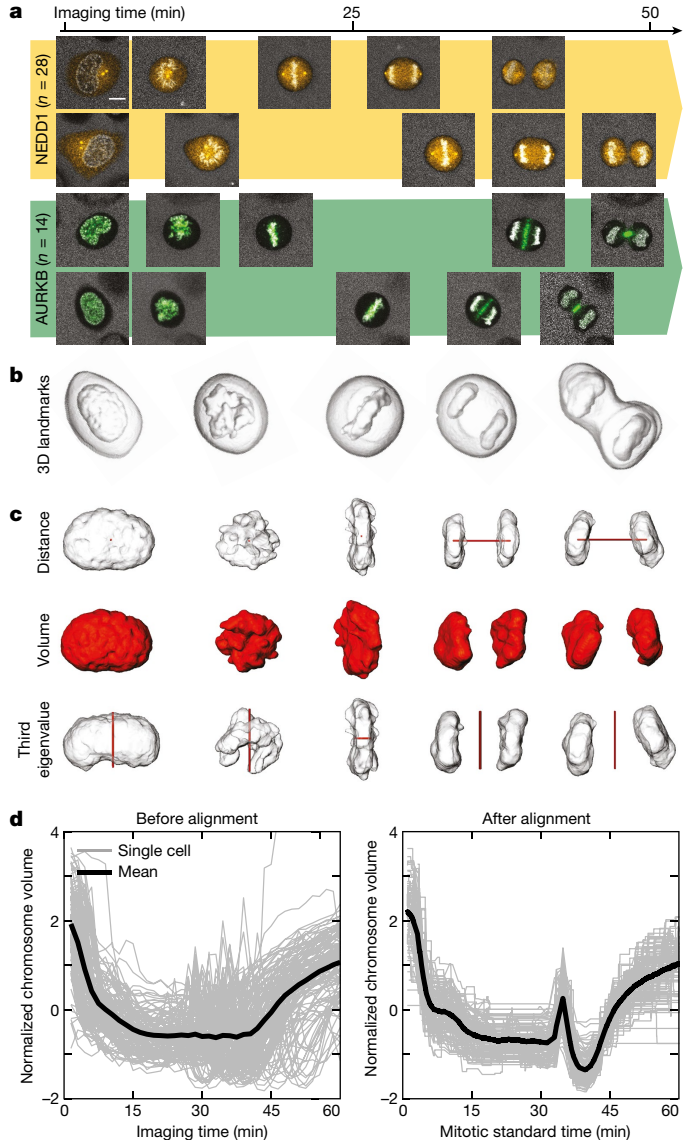 a
Imaging time (min)
25
50
NEDD1 (n = 28)
AURKB (n = 14)
b
3D landmarks
c
Distance
Volume
Third
eigenvalue
d
Before alignment
After alignment
Normalized chromosome volume
4
2
0
–2
Single cell
Mean
0
15
30
45
60
Imaging time (min)
Normalized chromosome volume
4
2
0
–2
0
15
30
45
60
Mitotic standard time (min)